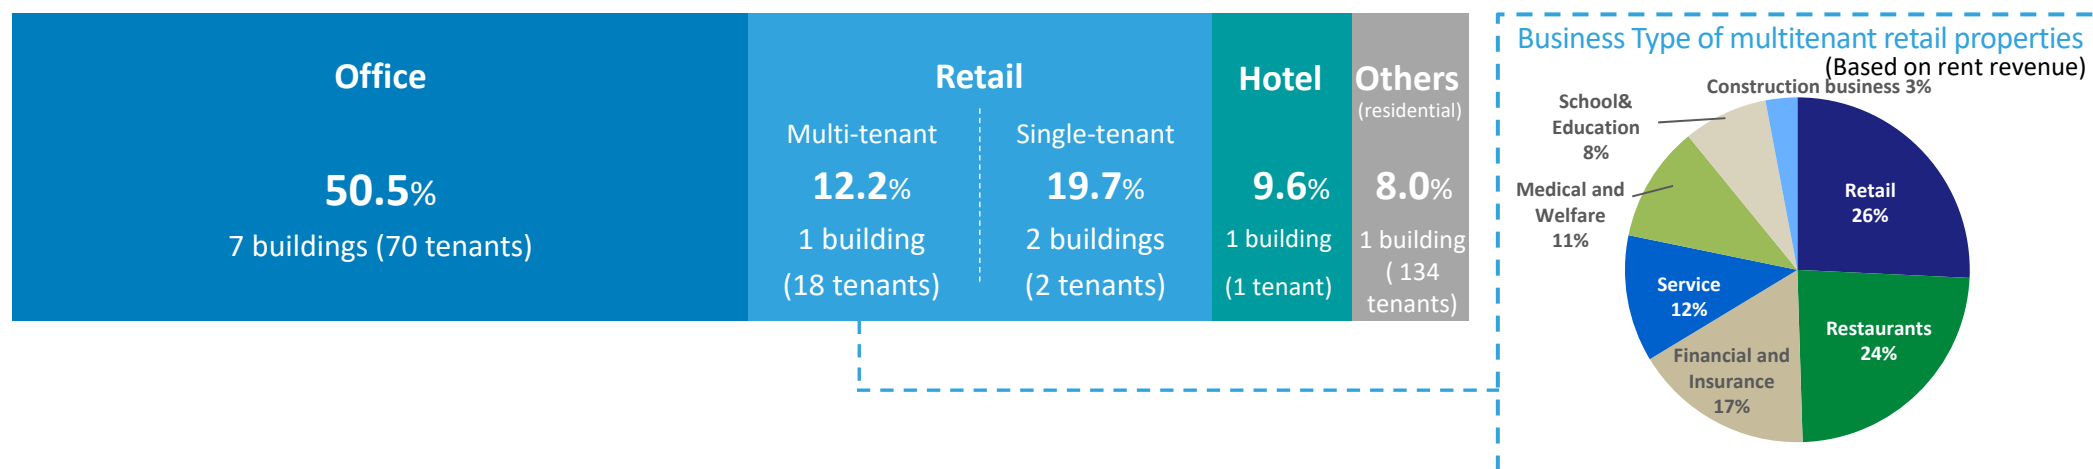 Office
50.5%
7 buildings (70 tenants)
Retail
Multi-tenant
12.2%
1 building
(18 tenants)
Single-tenant
19.7%
2 buildings
(2 tenants)
Hotel
9.6%
1 building
(1 tenant)
Others
(residential)
8.0%
1 building
( 134
tenants)
Business Type of multitenant retail properties
(Based on rent revenue)
Construction business 3%
School&
Education
8%
Medical and
Welfare
11%
Service
12%
Financial and
Insurance
17%
Restaurants
24%
Retail
26%